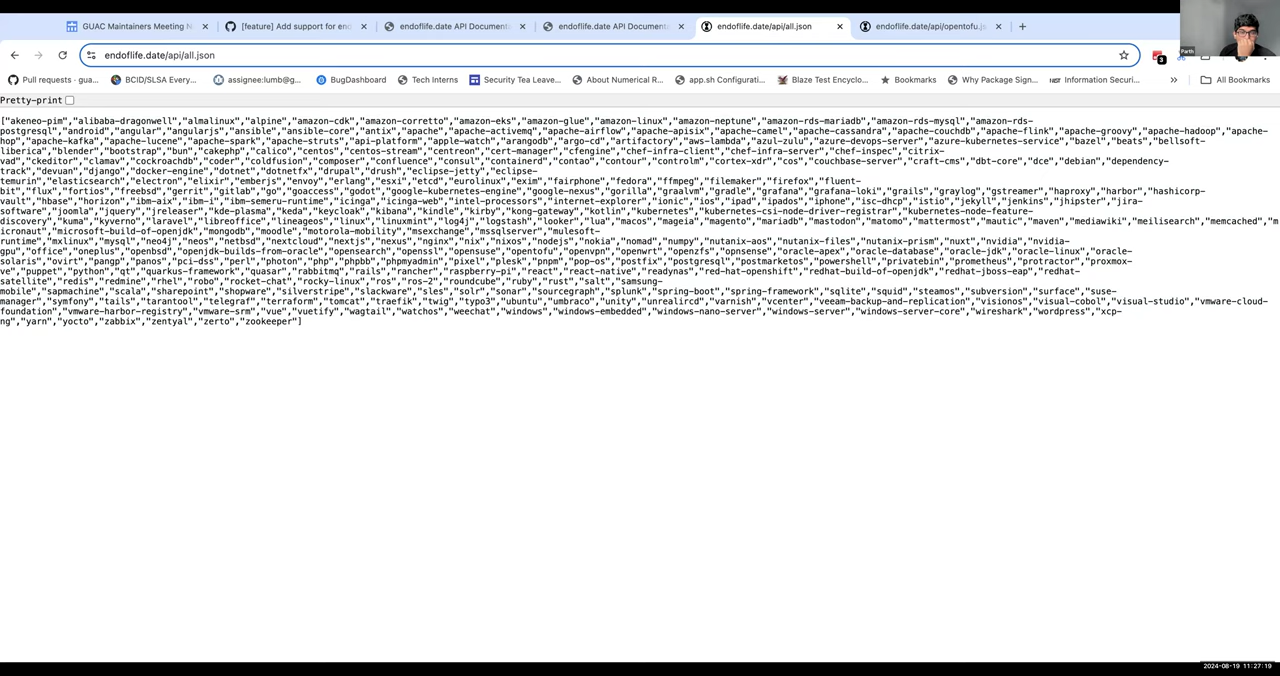 GUAC Maintainers Meeting N
[feature] Add support for end
endoflife.date API Documenta
endoflife.date API Documenta
endoflife.date/api/all.json
endoflife.date/api/opentofu.js
endoflife.date/api/all.json
Parth
3
Pull requests · gua...
BCID/SLSA Every...
assignee:lumb@g...
BugDashboard
Tech Interns
Security Tea Leave...
About Numerical R...
app.sh Configurati...
Blaze Test Encyclo...
Bookmarks
Why Package Sign...
Information Securi...
»
All Bookmarks
Pretty-print
["akeneo-pim","alibaba-dragonwell","almalinux","alpine","amazon-cdk","amazon-corretto","amazon-eks","amazon-glue","amazon-linux","amazon-neptune","amazon-rds-mariadb","amazon-rds-mysql","amazon-rds-
postgresql","android","angular","angularjs","ansible","ansible-core","antix","apache","apache-activemq","apache-airflow","apache-apisix","apache-camel","apache-cassandra","apache-couchdb","apache-flink","apache-groovy","apache-hadoop","apache-
hop","apache-kafka","apache-lucene","apache-spark","apache-struts","api-platform","apple-watch","arangodb","argo-cd","artifactory","aws-lambda","azul-zulu","azure-devops-server","azure-kubernetes-service","bazel","beats","bellsoft-
liberica","blender","bootstrap","bun","cakephp","calico","centos","centos-stream","centreon","cert-manager","cfengine","chef-infra-client","chef-infra-server","chef-inspec","citrix-
vad","ckeditor","clamav","cockroachdb","coder","coldfusion","composer","confluence","consul","containerd","contao","contour","controlm","cortex-xdr","cos","couchbase-server","craft-cms","dbt-core","dce","debian","dependency-
track","devuan","django","docker-engine","dotnet","dotnetfx","drupal","drush","eclipse-jetty","eclipse-
temurin","elasticsearch","electron","elixir","emberjs","envoy","erlang","esxi","etcd","eurolinux","exim","fairphone","fedora","ffmpeg","filemaker","firefox","fluent-
bit","flux","fortios","freebsd","gerrit","gitlab","go","goaccess","godot","google-kubernetes-engine","google-nexus","gorilla","graalvm","gradle","grafana","grafana-loki","grails","graylog","gstreamer","haproxy","harbor","hashicorp-
vault","hbase","horizon","ibm-aix","ibm-i","ibm-semeru-runtime","icinga","icinga-web","intel-processors","internet-explorer","ionic","ios","ipad","ipados","iphone","isc-dhcp","istio","jekyll","jenkins","jhipster","jira-
software","joomla","jquery","jreleaser","kde-plasma","keda","keycloak","kibana","kindle","kirby","kong-gateway","kotlin","kubernetes","kubernetes-csi-node-driver-registrar","kubernetes-node-feature-
discovery","kuma","kyverno","laravel","libreoffice","lineageos","linux","linuxmint","log4j","logstash","looker","lua","macos","mageia","magento","mariadb","mastodon","matomo","mattermost","mautic","maven","mediawiki","meilisearch","memcached","m
icronaut","microsoft-build-of-openjdk","mongodb","moodle","motorola-mobility","msexchange","mssqlserver","mulesoft-
runtime","mxlinux","mysql","neo4j","neos","netbsd","nextcloud","nextjs","nexus","nginx","nix","nixos","nodejs","nokia","nomad","numpy","nutanix-aos","nutanix-files","nutanix-prism","nuxt","nvidia","nvidia-
gpu","office","oneplus","openbsd","openjdk-builds-from-oracle","opensearch","openssl","opensuse","opentofu","openvpn","openwrt","openzfs","opnsense","oracle-apex","oracle-database","oracle-jdk","oracle-linux","oracle-
solaris","ovirt","pangp","panos","pci-dss","perl","photon","php","phpbb","phpmyadmin","pixel","plesk","pnpm","pop-os","postfix","postgresql","postmarketos","powershell","privatebin","prometheus","protractor","proxmox-
ve","puppet","python","qt","quarkus-framework","quasar","rabbitmq","rails","rancher","raspberry-pi","react","react-native","readynas","red-hat-openshift","redhat-build-of-openjdk","redhat-jboss-eap","redhat-
satellite","redis","redmine","rhel","robo","rocket-chat","rocky-linux","ros","ros-2","roundcube","ruby","rust","salt","samsung-
mobile","sapmachine","scala","sharepoint","shopware","silverstripe","slackware","sles","solr","sonar","sourcegraph","splunk","spring-boot","spring-framework","sqlite","squid","steamos","subversion","surface","suse-
manager","symfony","tails","tarantool","telegraf","terraform","tomcat","traefik","twig","typo3","ubuntu","umbraco","unity","unrealircd","varnish","vcenter","veeam-backup-and-replication","visionos","visual-cobol","visual-studio","vmware-cloud-
foundation","vmware-harbor-registry","vmware-srm","vue","vuetify","wagtail","watchos","weechat","windows","windows-embedded","windows-nano-server","windows-server","windows-server-core","wireshark","wordpress","xcp-
ng","yarn","yocto","zabbix","zentyal","zerto","zookeeper"]
2024-08-19 11:27:19